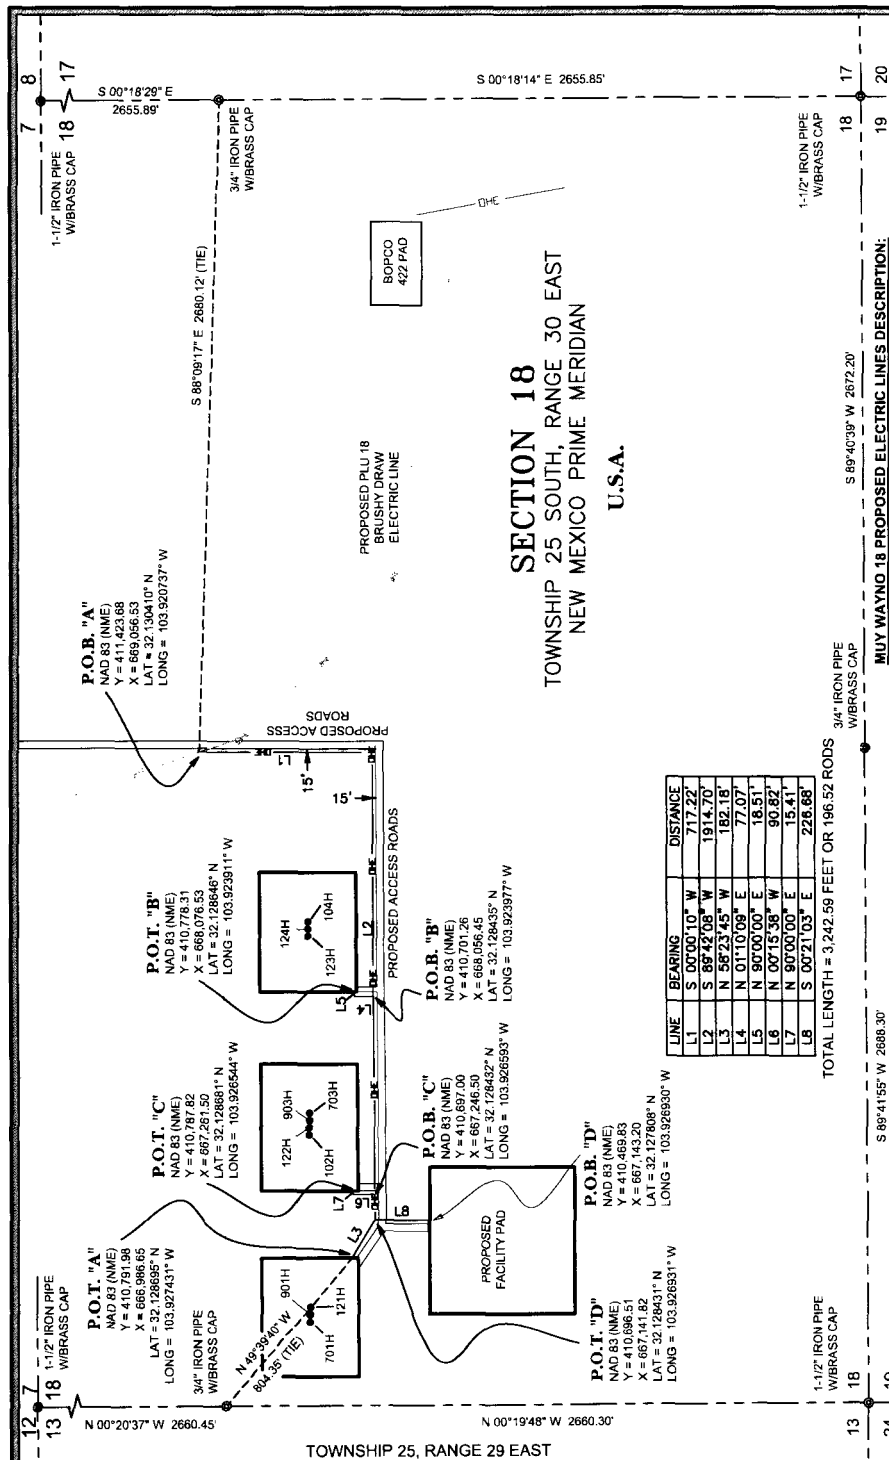 12 7
13 18
1-1/2" IRON PIPE
W/BRASS CAP
7 8
18 17
1-1/2" IRON PIPE
W/BRASS CAP
S 00°18'29" E
2655.89'
3/4" IRON PIPE
W/BRASS CAP
S 00°18'14" E 2655.85'
1-1/2" IRON PIPE
W/BRASS CAP
18 17
19 20
S 88°09'17" E 2680.12' (TIE)
P.O.B. "A"
NAD 83 (NME)
Y = 411,423.68
X = 669,056.53
LAT = 32.130410° N
LONG = 103.920737° W
P.O.T. "B"
NAD 83 (NME)
Y = 410,778.31
X = 668,076.53
LAT = 32.128646° N
LONG = 103.923911° W
P.O.T. "C"
NAD 83 (NME)
Y = 410,787.82
X = 667,261.50
LAT = 32.128681° N
LONG = 103.926544° W
P.O.T. "A"
NAD 83 (NME)
Y = 410,791.98
X = 666,986.65
LAT = 32.128695° N
LONG = 103.927431° W
3/4" IRON PIPE
W/BRASS CAP
N 49°39'40" W
804.35 (TIE)
N 00°20'37" W 2660.45'
N 00°19'48" W 2660.30'
TOWNSHIP 25, RANGE 29 EAST
701H
901H
121H
122H
903H
102H
703H
124H
123H
104H
L1
L2
L3
L4
L5
L6
L7
L8
15'
15'
OHE
PROPOSED ACCESS
ROADS
PROPOSED ACCESS ROADS
PROPOSED PLU 18
BRUSHY DRAW
ELECTRIC LINE
BOPCO
422 PAD
OHE
P.O.B. "B"
NAD 83 (NME)
Y = 410,701.26
X = 668,056.45
LAT = 32.128435° N
LONG = 103.923977° W
P.O.B. "C"
NAD 83 (NME)
Y = 410,697.00
X = 667,246.50
LAT = 32.128432° N
LONG = 103.926593° W
P.O.B. "D"
NAD 83 (NME)
Y = 410,469.83
X = 667,143.20
LAT = 32.127808° N
LONG = 103.926930° W
P.O.T. "D"
NAD 83 (NME)
Y = 410,696.51
X = 667,141.82
LAT = 32.128431° N
LONG = 103.926931° W
PROPOSED
FACILITY PAD
SECTION 18
TOWNSHIP 25 SOUTH, RANGE 30 EAST
NEW MEXICO PRIME MERIDIAN
U.S.A.
LINE BEARING DISTANCE
L1 S 00°00'10" W 717.22'
L2 S 89°42'08" W 1914.70'
L3 N 58°23'45" W 182.18'
L4 N 01°10'09" E 77.07'
L5 N 90°00'00" E 18.51'
L6 N 00°15'38" W 90.82'
L7 N 90°00'00" E 15.41'
L8 S 00°21'03" E 226.68'
TOTAL LENGTH = 3,242.59 FEET OR 196.52 RODS
1-1/2" IRON PIPE
W/BRASS CAP
13 18
24 19
S 89°41'55" W 2688.30'
3/4" IRON PIPE
W/BRASS CAP
S 89°40'39" W 2672.20'
MUY WAYNO 18 PROPOSED ELECTRIC LINES DESCRIPTION: